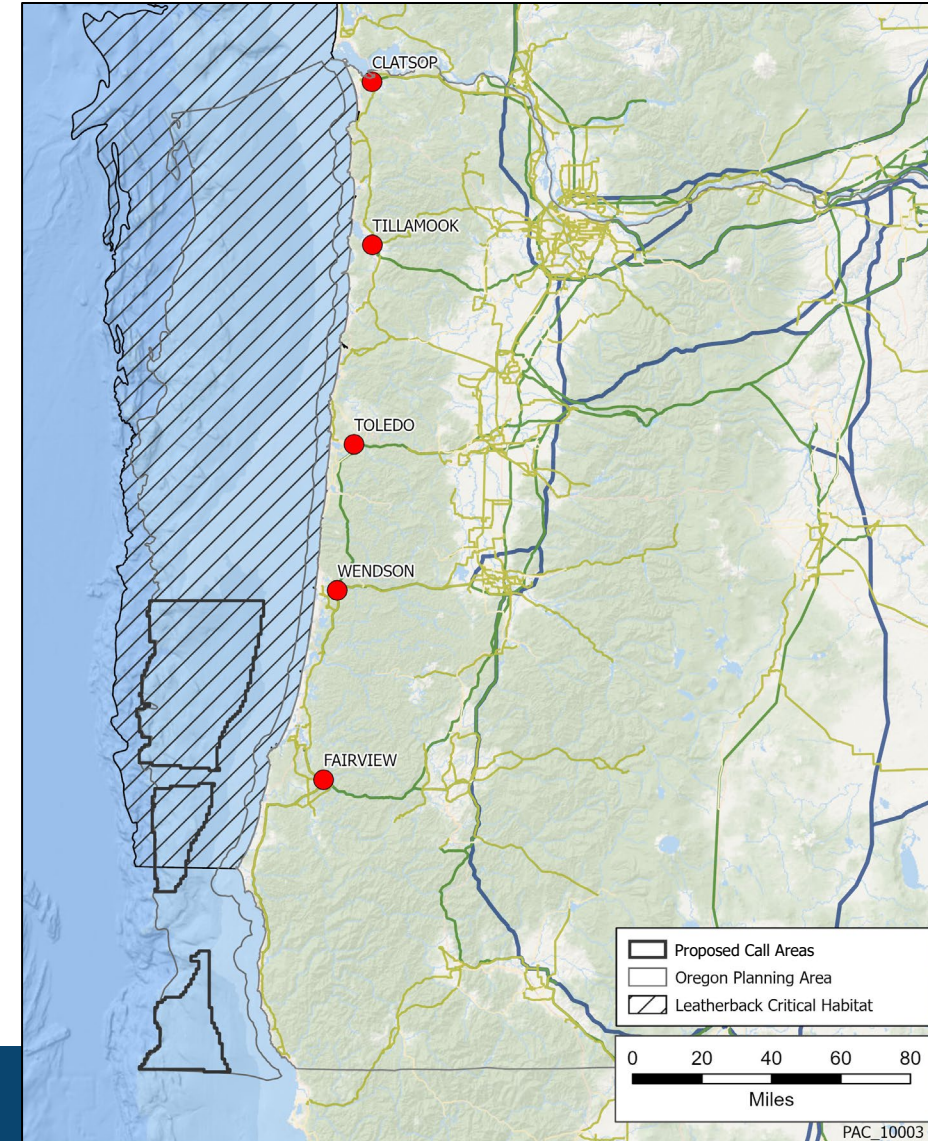 CLATSOP
TILLAMOOK
TOLEDO
WENDSON
FAIRVIEW
Proposed Call Areas
Oregon Planning Area
Leatherback Critical Habitat
0 20 40 60 80
Miles
PAC_10003